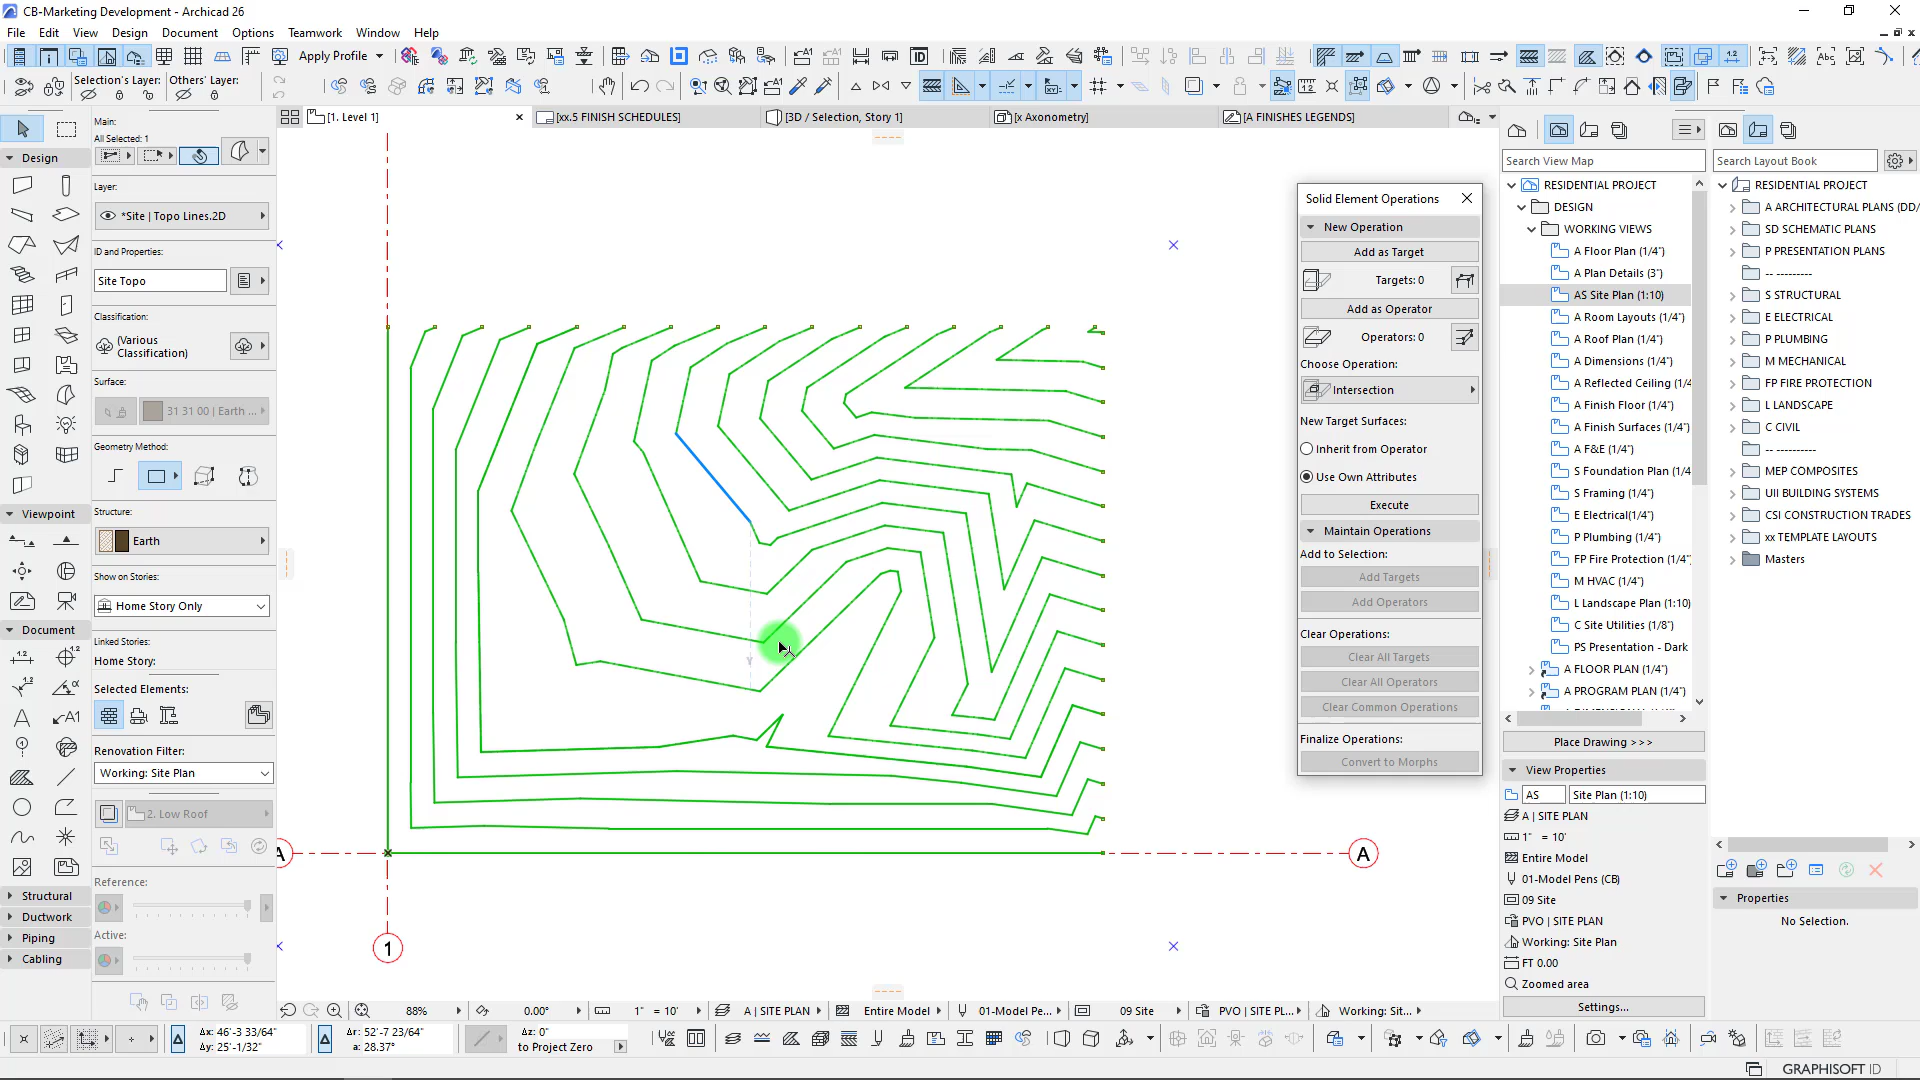 CB-Marketing Development - Archicad 26
File Edit View Design Document Options Teamwork Window Help
Apply Profile
Selection's Layer: Others' Layer:
[1. Level 1]
[xx.5 FINISH SCHEDULES]
[3D / Selection, Story 1]
[x Axonometry]
[A FINISHES LEGENDS]
Main:
All Selected: 1
Layer:
*Site | Topo Lines.2D
ID and Properties:
Site Topo
Classification:
(Various
Classification)
Surface:
31 31 00 | Earth ...
Geometry Method:
Structure:
Earth
Show on Stories:
Home Story Only
Linked Stories:
Home Story:
Selected Elements:
Renovation Filter:
Working: Site Plan
2. Low Roof
Reference:
Active:
Design
Viewpoint
Document
Structural
Ductwork
Piping
Cabling
A
A
1
Solid Element Operations
New Operation
Add as Target
Targets: 0
Add as Operator
Operators: 0
Choose Operation:
Intersection
New Target Surfaces:
Inherit from Operator
Use Own Attributes
Execute
Maintain Operations
Add to Selection:
Add Targets
Add Operators
Clear Operations:
Clear All Targets
Clear All Operators
Clear Common Operations
Finalize Operations:
Convert to Morphs
Search View Map
RESIDENTIAL PROJECT
DESIGN
WORKING VIEWS
A Floor Plan (1/4")
A Plan Details (3")
AS Site Plan (1:10)
A Room Layouts (1/4")
A Roof Plan (1/4")
A Dimensions (1/4")
A Reflected Ceiling (1/4
A Finish Floor (1/4")
A Finish Surfaces (1/4")
A F&E (1/4")
S Foundation Plan (1/4
S Framing (1/4")
E Electrical(1/4")
P Plumbing (1/4")
FP Fire Protection (1/4"
M HVAC (1/4")
L Landscape Plan (1:10)
C Site Utilities (1/8")
PS Presentation - Dark
A FLOOR PLAN (1/4")
A PROGRAM PLAN (1/4")
Place Drawing >>>
View Properties
AS Site Plan (1:10)
A | SITE PLAN
1" = 10'
Entire Model
01-Model Pens (CB)
09 Site
PVO | SITE PLAN
Working: Site Plan
FT 0.00
Zoomed area
Settings...
Search Layout Book
RESIDENTIAL PROJECT
A ARCHITECTURAL PLANS (DD/
SD SCHEMATIC PLANS
P PRESENTATION PLANS
-- ---------
S STRUCTURAL
E ELECTRICAL
P PLUMBING
M MECHANICAL
FP FIRE PROTECTION
L LANDSCAPE
C CIVIL
-- ----------
MEP COMPOSITES
UII BUILDING SYSTEMS
CSI CONSTRUCTION TRADES
xx TEMPLATE LAYOUTS
Masters
Properties
No Selection.
88% 0.00° 1" = 10' A | SITE PLAN Entire Model 01-Model Pe... 09 Site PVO | SITE PL... Working: Sit...
Δx: 46'-3 33/64" Δr: 52'-7 23/64" Δz: 0"
Δy: 25'-1/32" a: 28.37° to Project Zero
GRAPHISOFT ID